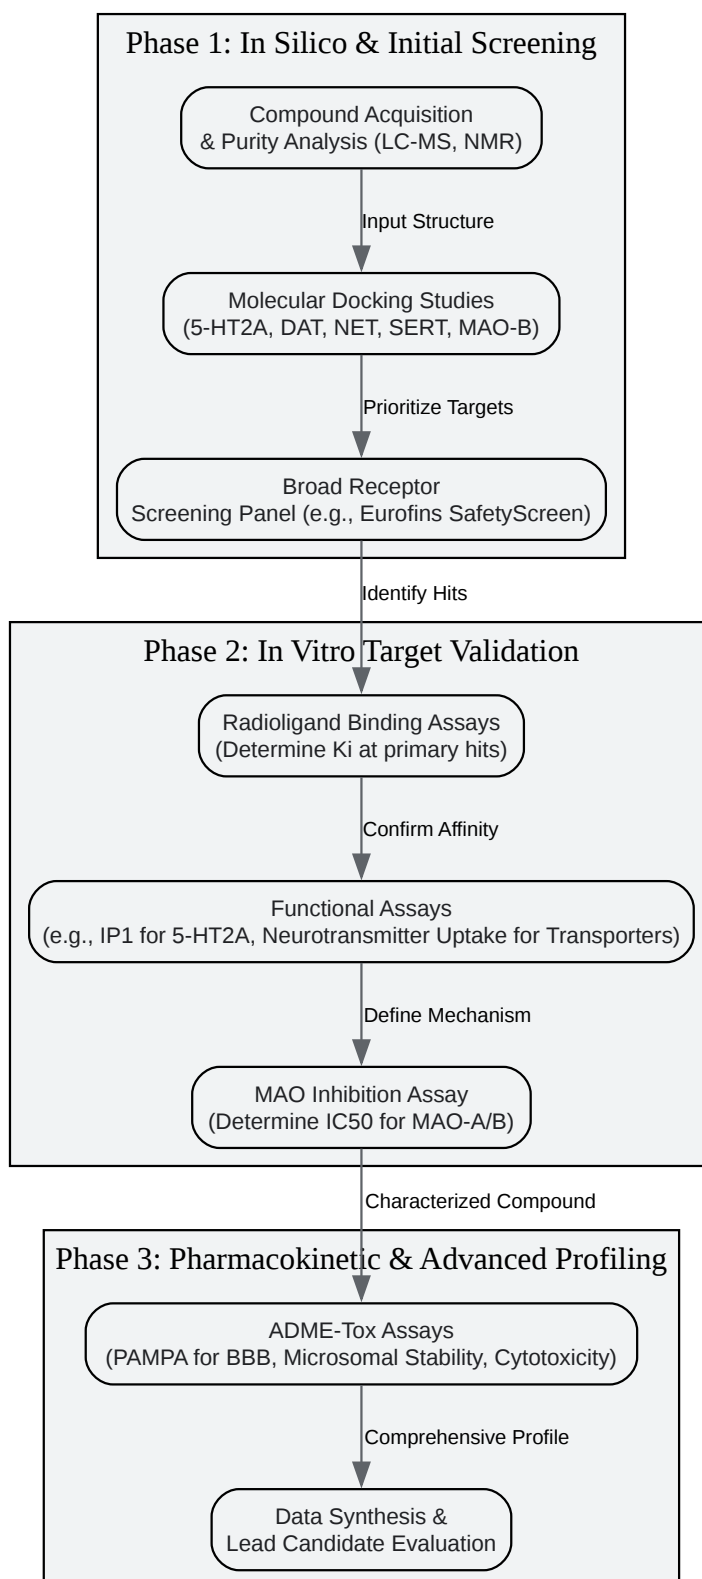 Phase 1: In Silico & Initial Screening
Compound Acquisition
& Purity Analysis (LC-MS, NMR)
Input Structure
Molecular Docking Studies
(5-HT2A, DAT, NET, SERT, MAO-B)
Prioritize Targets
Broad Receptor
Screening Panel (e.g., Eurofins SafetyScreen)
Identify Hits
Phase 2: In Vitro Target Validation
Radioligand Binding Assays
(Determine Ki at primary hits)
Confirm Affinity
Functional Assays
(e.g., IP1 for 5-HT2A, Neurotransmitter Uptake for Transporters)
Define Mechanism
MAO Inhibition Assay
(Determine IC50 for MAO-A/B)
Characterized Compound
Phase 3: Pharmacokinetic & Advanced Profiling
ADME-Tox Assays
(PAMPA for BBB, Microsomal Stability, Cytotoxicity)
Comprehensive Profile
Data Synthesis &
Lead Candidate Evaluation